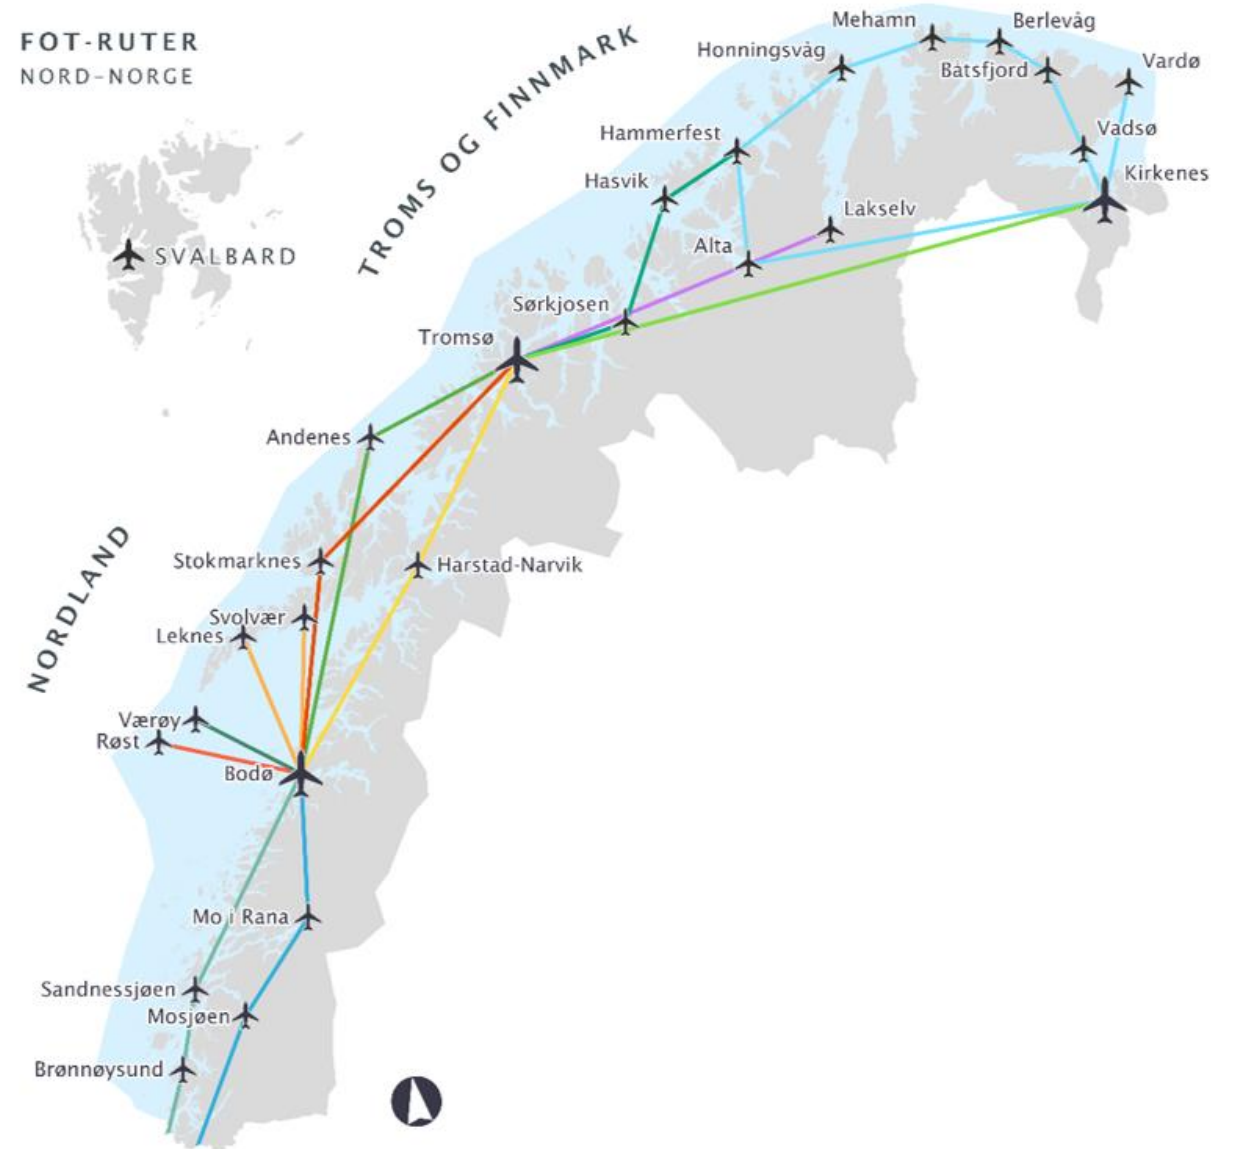 FOT-RUTER
NORD-NORGE
SVALBARD
TROMS OG FINNMARK
NORDLAND
Mehamn
Berlevåg
Honningsvåg
Båtsfjord
Vardø
Hammerfest
Vadsø
Kirkenes
Hasvik
Lakselv
Alta
Sørkjosen
Tromsø
Andenes
Stokmarknes
Harstad-Narvik
Svolvær
Leknes
Værøy
Røst
Bodø
Mo i Rana
Sandnessjøen
Mosjøen
Brønnøysund